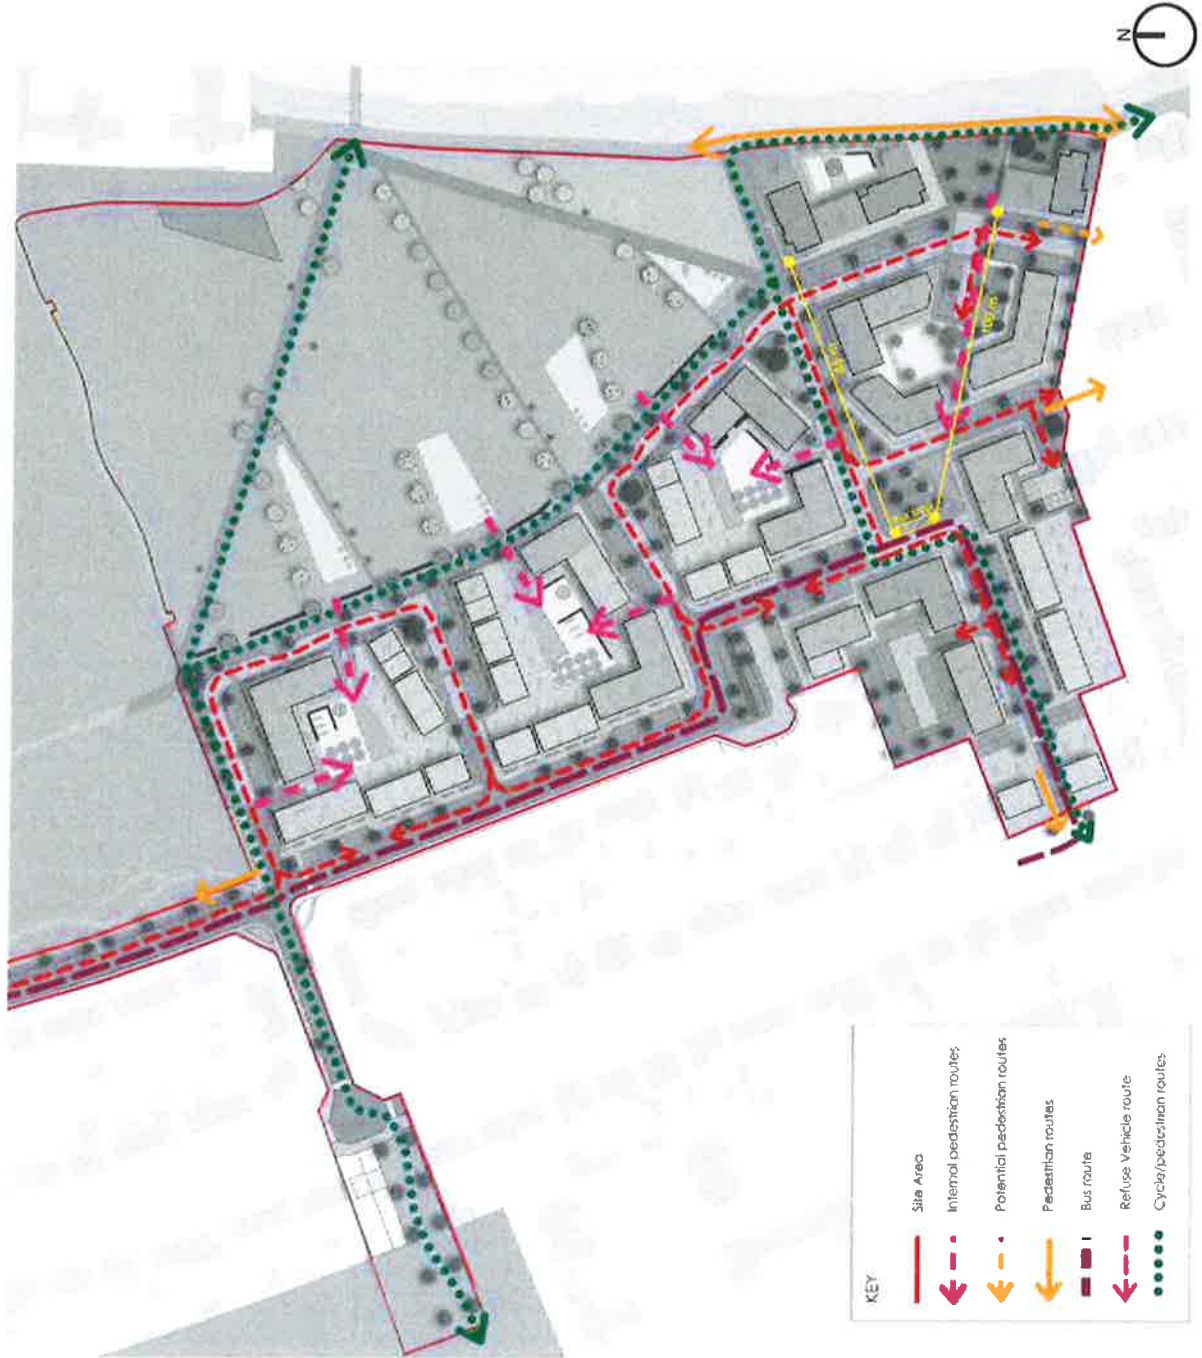 N
KEY
Site Area
Internal pedestrian routes
Potential pedestrian routes
Pedestrian routes
Bus route
Refuse Vehicle route
Cycle/pedestrian routes